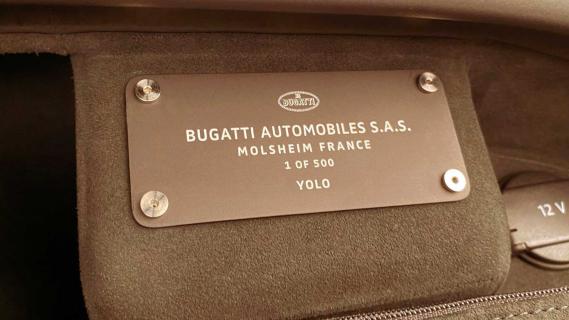 BUGATTI
BUGATTI AUTOMOBILES S.A.S.
MOLSHEIM FRANCE
1 OF 500
YOLO
12 V